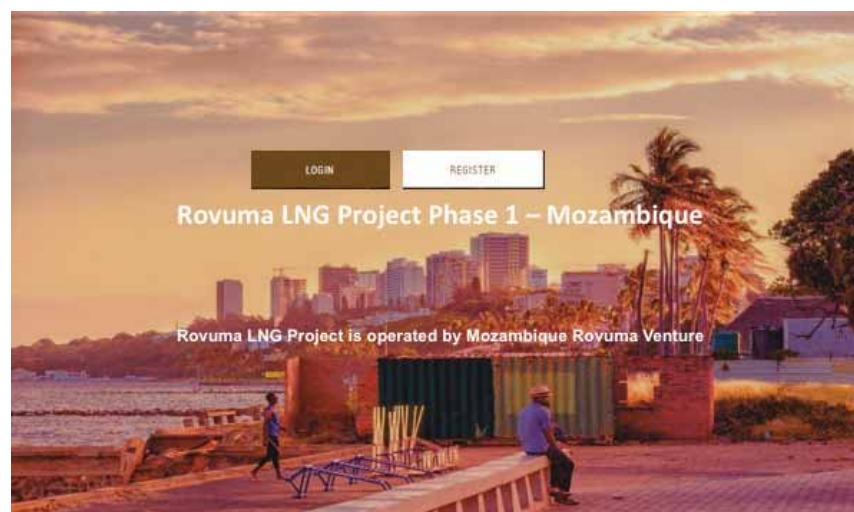 LOGIN
REGISTER
Rovuma LNG Project Phase 1 – Mozambique
Rovuma LNG Project is operated by Mozambique Rovuma Venture